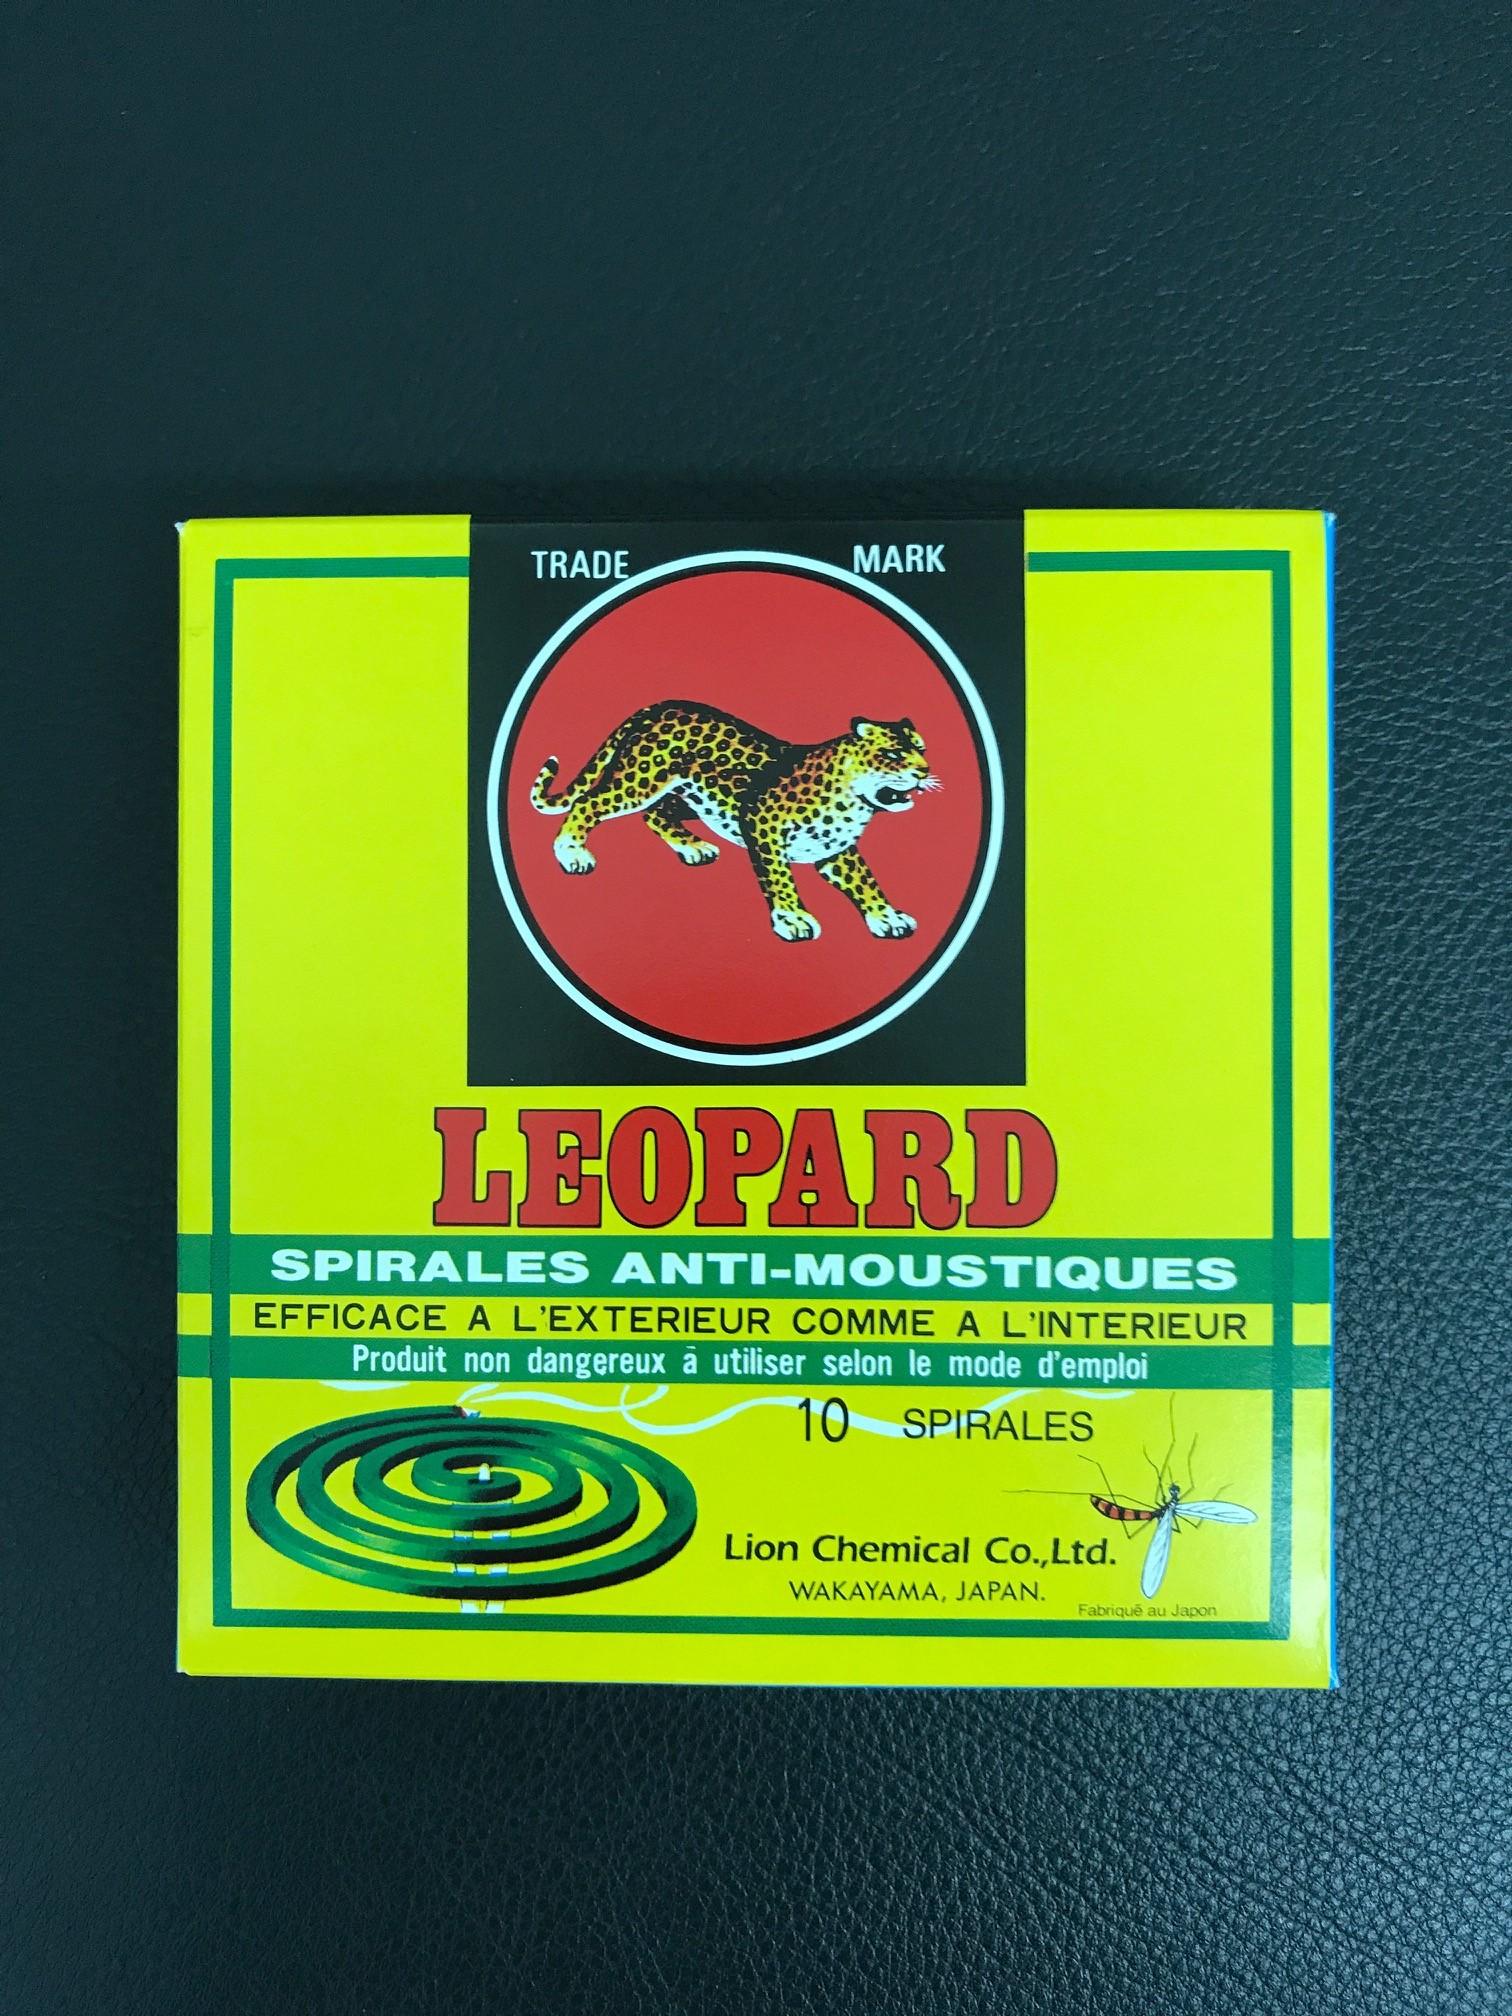 TRADE MARK
LEOPARD
SPIRALES ANTI-MOUSTIQUES
EFFICACE A L'EXTERIEUR COMME A L'INTERIEUR
Produit non dangereux à utiliser selon le mode d'emploi
10 SPIRALES
Lion Chemical Co.,Ltd.
WAKAYAMA, JAPAN.
Fabriqué au Japon